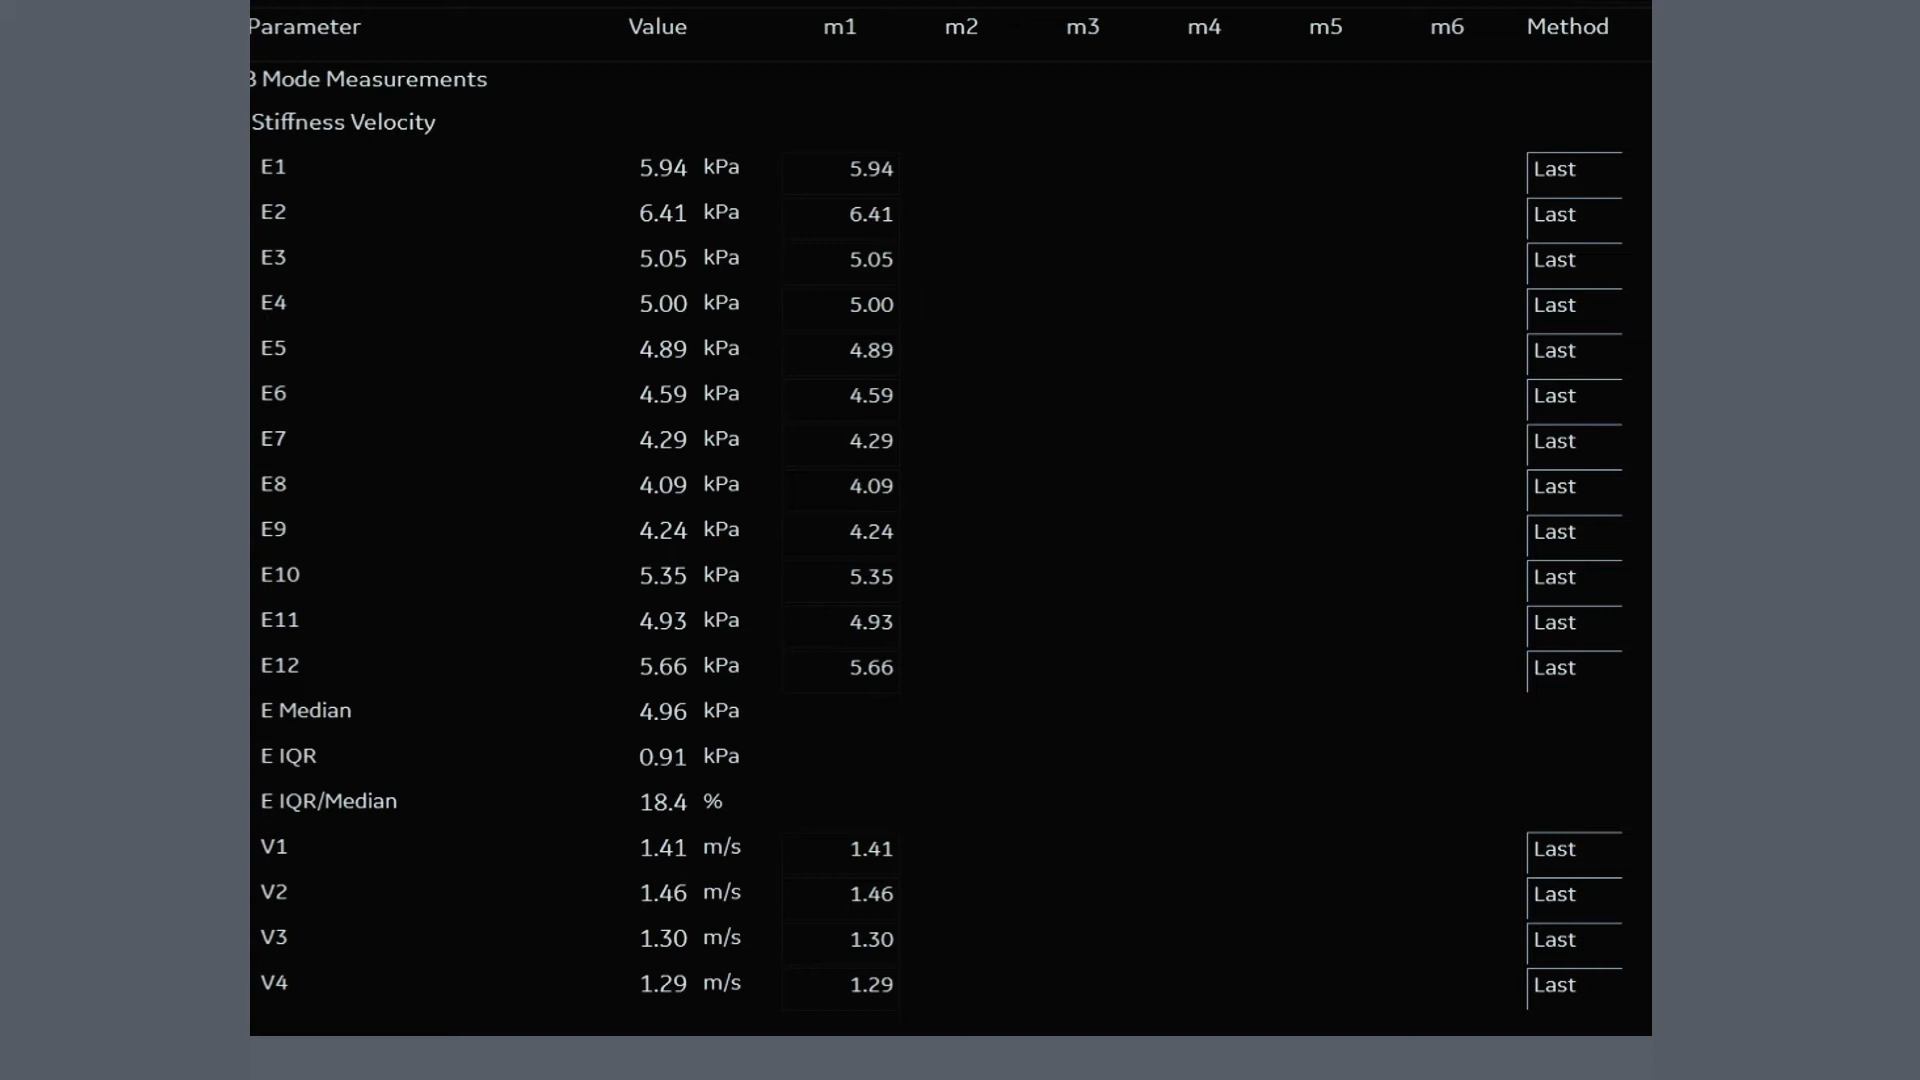 Parameter Value m1 m2 m3 m4 m5 m6 Method
B Mode Measurements
Stiffness Velocity
E1 5.94 kPa 5.94 Last
E2 6.41 kPa 6.41 Last
E3 5.05 kPa 5.05 Last
E4 5.00 kPa 5.00 Last
E5 4.89 kPa 4.89 Last
E6 4.59 kPa 4.59 Last
E7 4.29 kPa 4.29 Last
E8 4.09 kPa 4.09 Last
E9 4.24 kPa 4.24 Last
E10 5.35 kPa 5.35 Last
E11 4.93 kPa 4.93 Last
E12 5.66 kPa 5.66 Last
E Median 4.96 kPa
E IQR 0.91 kPa
E IQR/Median 18.4 %
V1 1.41 m/s 1.41 Last
V2 1.46 m/s 1.46 Last
V3 1.30 m/s 1.30 Last
V4 1.29 m/s 1.29 Last